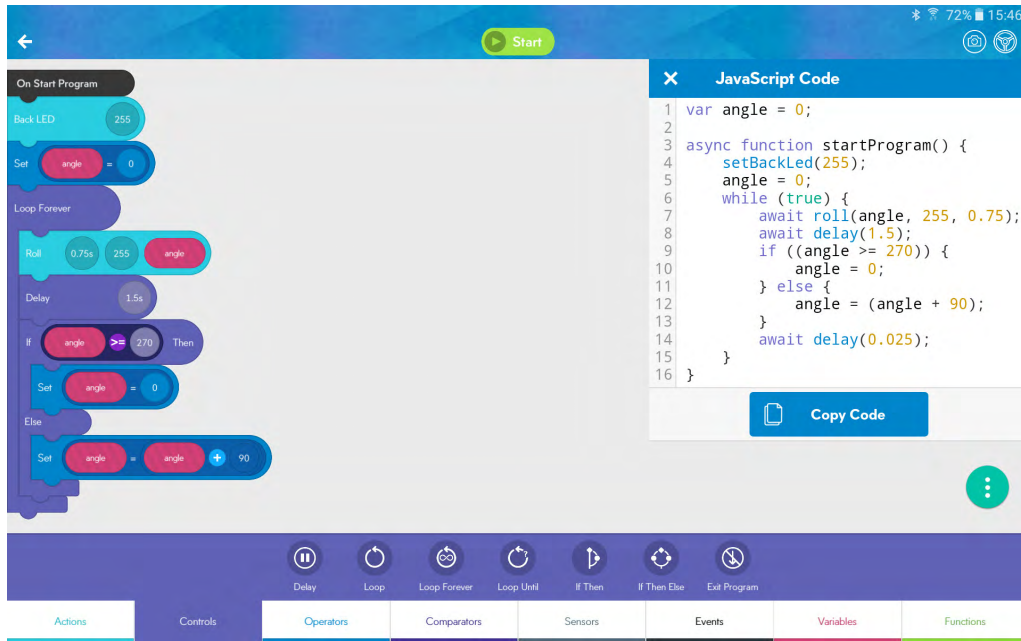 72% 15:46
Start
On Start Program
Back LED 255
Set angle = 0
Loop Forever
Roll 0.75s 255 angle
Delay 1.5s
If angle >= 270 Then
Set angle = 0
Else
Set angle = angle + 90
JavaScript Code
1 var angle = 0;
2
3 async function startProgram() {
4 setBackLed(255);
5 angle = 0;
6 while (true) {
7 await roll(angle, 255, 0.75);
8 await delay(1.5);
9 if ((angle >= 270)) {
10 angle = 0;
11 } else {
12 angle = (angle + 90);
13 }
14 await delay(0.025);
15 }
16 }
Copy Code
Delay Loop Loop Forever Loop Until If Then If Then Else Exit Program
Actions Controls Operators Comparators Sensors Events Variables Functions